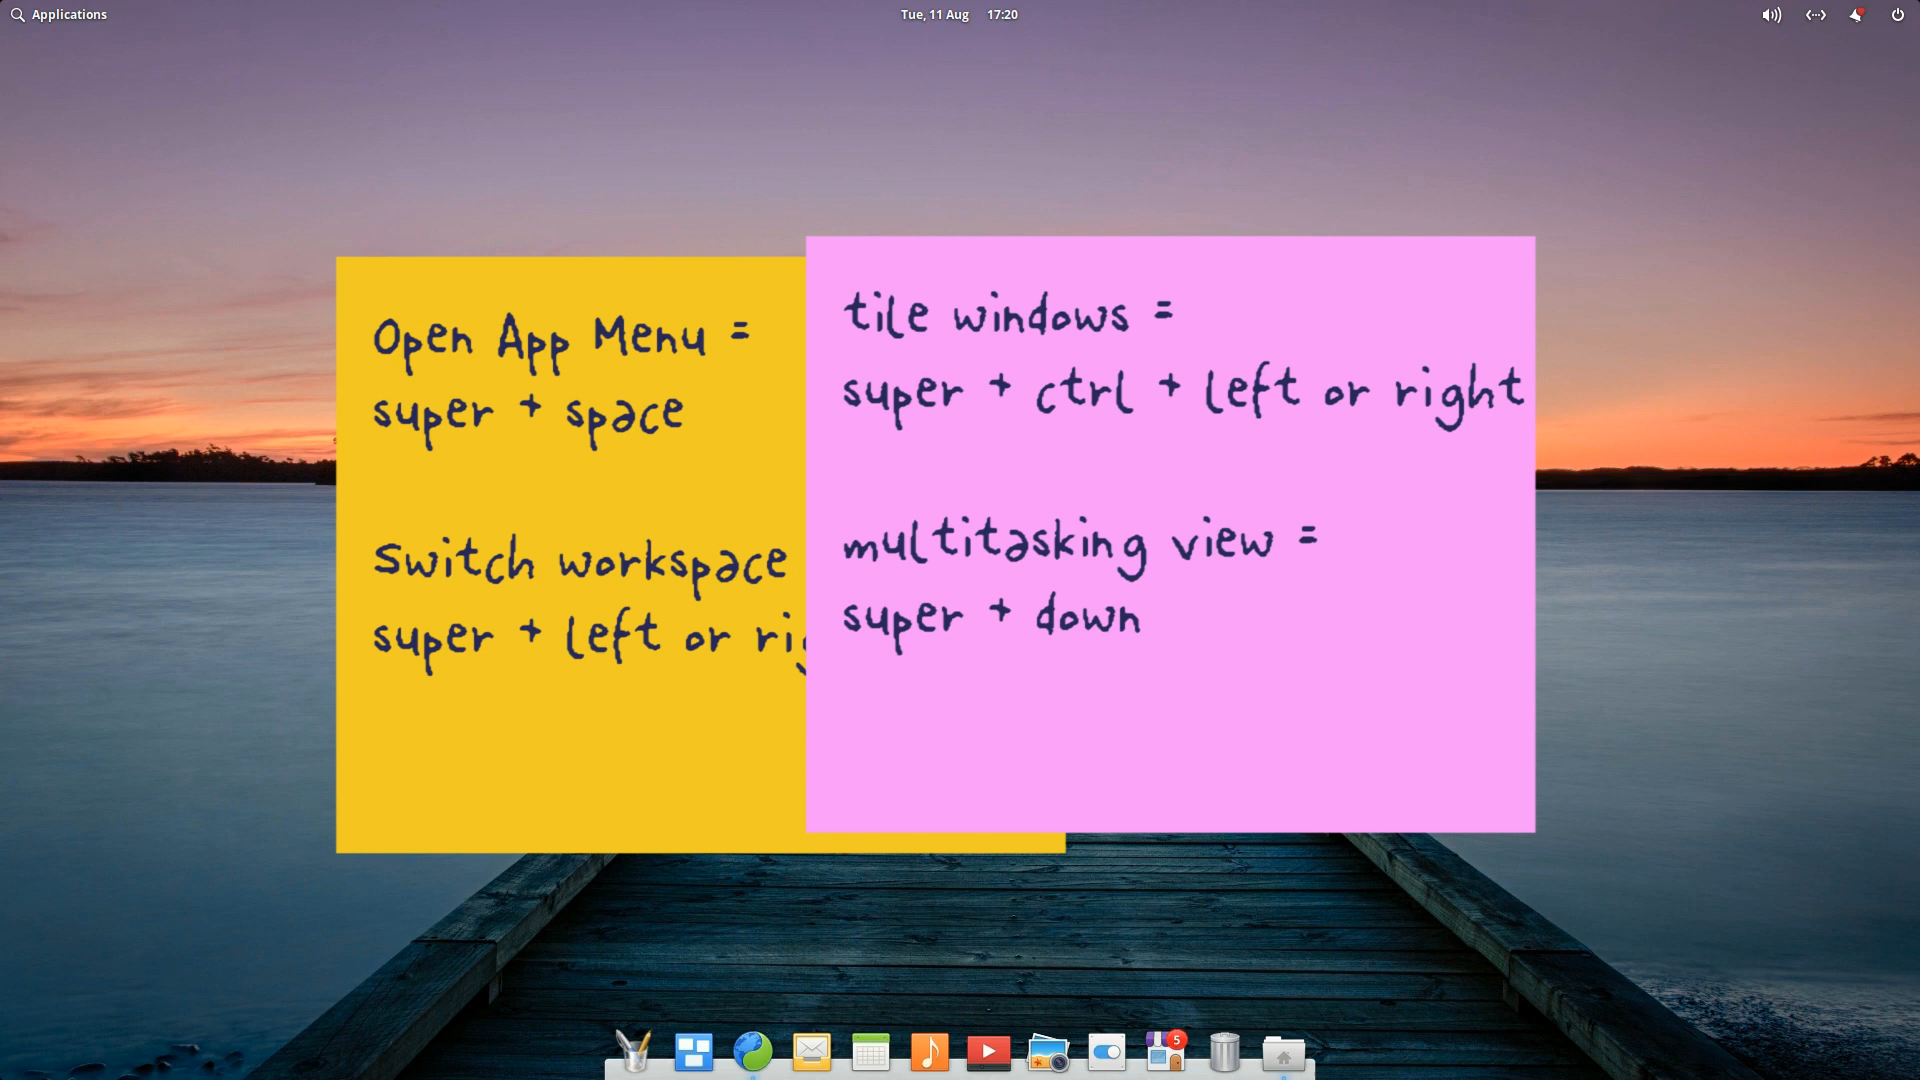 Applications
Tue, 11 Aug 17:20
Open App Menu =
super + space
Switch workspace
super + left or
tile windows =
super + ctrl + left or right
multitasking view =
super + down
5